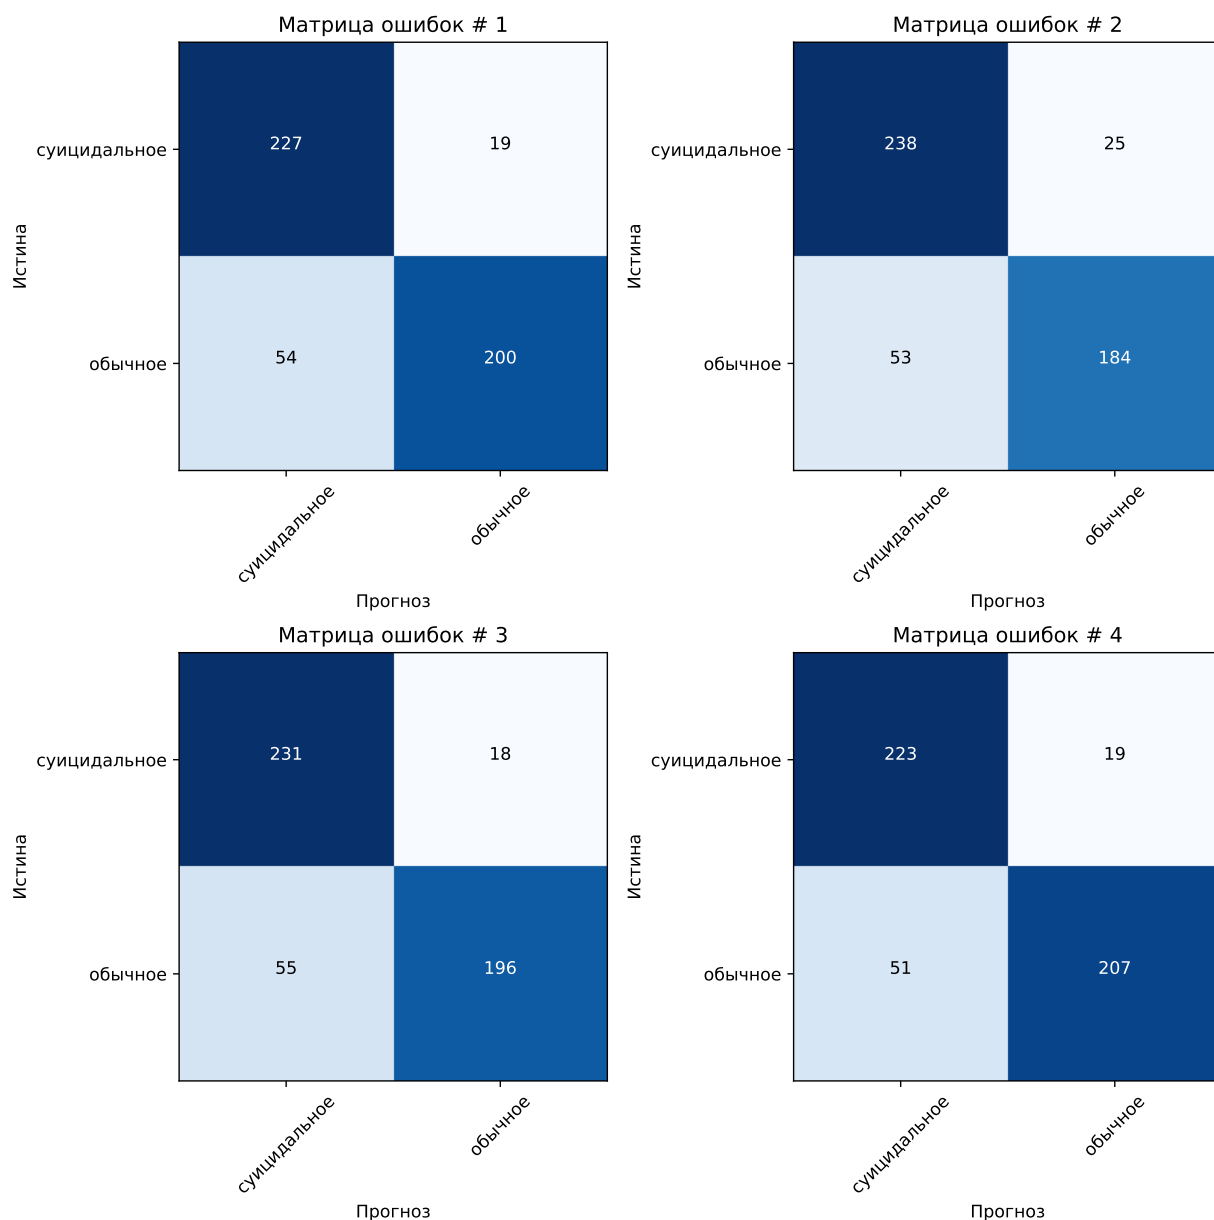 Матрица ошибок # 1
суицидальное
227
19
обычное
54
200
Истина
суицидальное
обычное
Прогноз
Матрица ошибок # 2
суицидальное
238
25
обычное
53
184
Истина
суицидальное
обычное
Прогноз
Матрица ошибок # 3
суицидальное
231
18
обычное
55
196
Истина
суицидальное
обычное
Прогноз
Матрица ошибок # 4
суицидальное
223
19
обычное
51
207
Истина
суицидальное
обычное
Прогноз